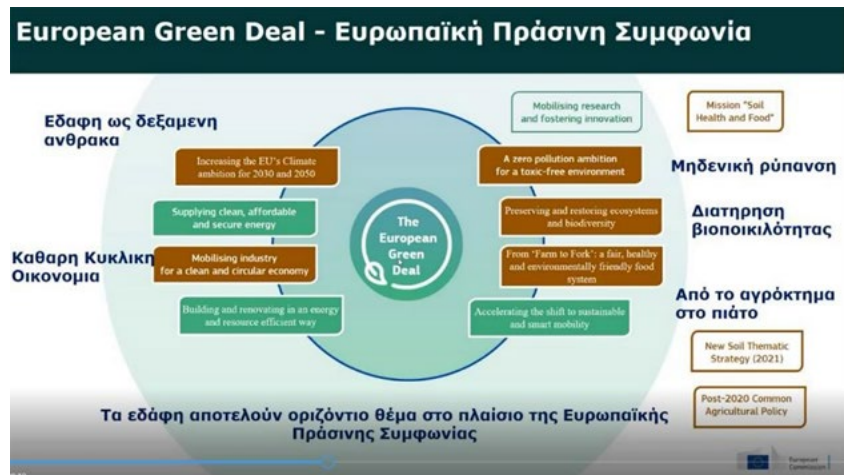 European Green Deal - Ευρωπαϊκή Πράσινη Συμφωνία
Εδαφη ως δεξαμενη
ανθρακα
Mobilising research
and fostering innovation
Mission "Soil
Health and Food"
Increasing the EU's Climate
ambition for 2030 and 2050
A zero pollution ambition
for a toxic-free environment
Μηδενική ρύπανση
Supplying clean, affordable
and secure energy
The
European
Green
Deal
Preserving and restoring ecosystems
and biodiversity
Διατηρηση
βιοποικιλότητας
Καθαρη Κυκλικη
Οικονομια
Mobilising industry
for a clean and circular economy
From 'Farm to Fork': a fair, healthy
and environmentally friendly food
system
Από το αγρόκτημα
στο πιάτο
Building and renovating in an energy
and resource efficient way
Accelerating the shift to sustainable
and smart mobility
New Soil Thematic
Strategy (2021)
Post-2020 Common
Agricultural Policy
Τα εδάφη αποτελούν οριζόντιο θέμα στο πλαίσιο της Ευρωπαϊκής
Πράσινης Συμφωνίας
European
Commission